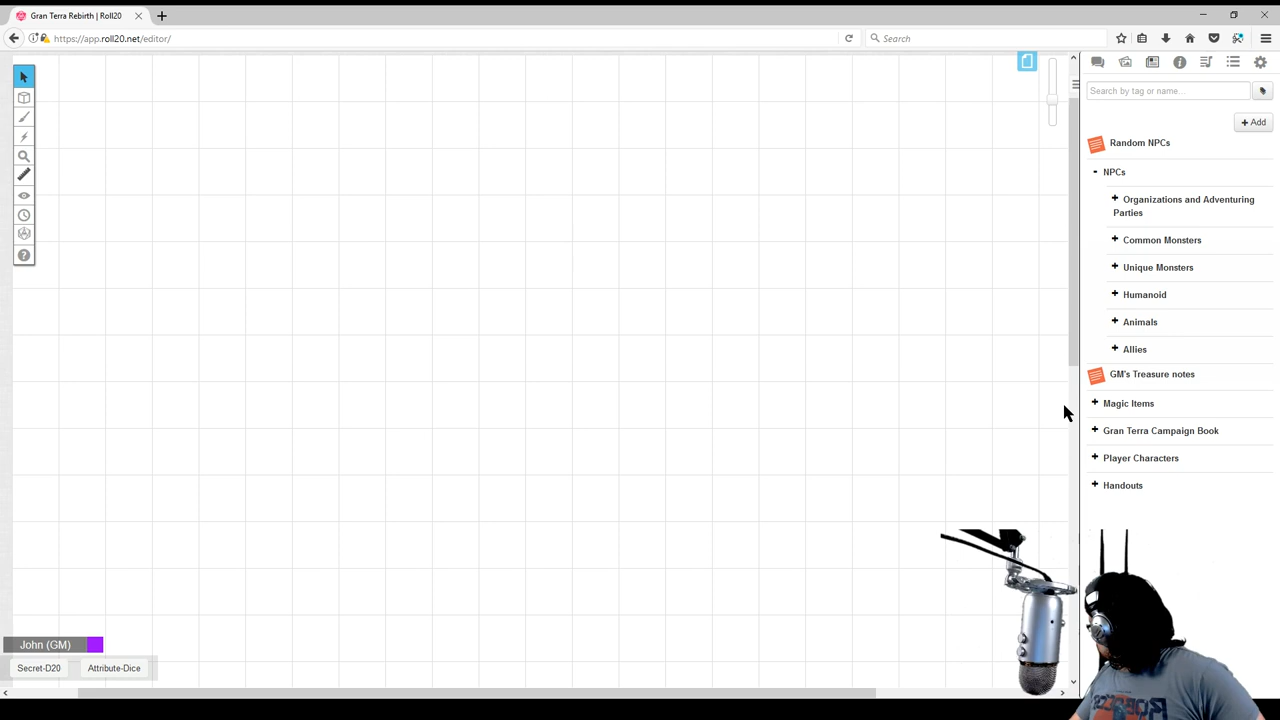 Gran Terra Rebirth | Roll20
https://app.roll20.net/editor/
Search
Search by tag or name...
+ Add
Random NPCs
NPCs
Organizations and Adventuring
Parties
Common Monsters
Unique Monsters
Humanoid
Animals
Allies
GM's Treasure notes
Magic Items
Gran Terra Campaign Book
Player Characters
Handouts
John (GM)
Secret-D20
Attribute-Dice